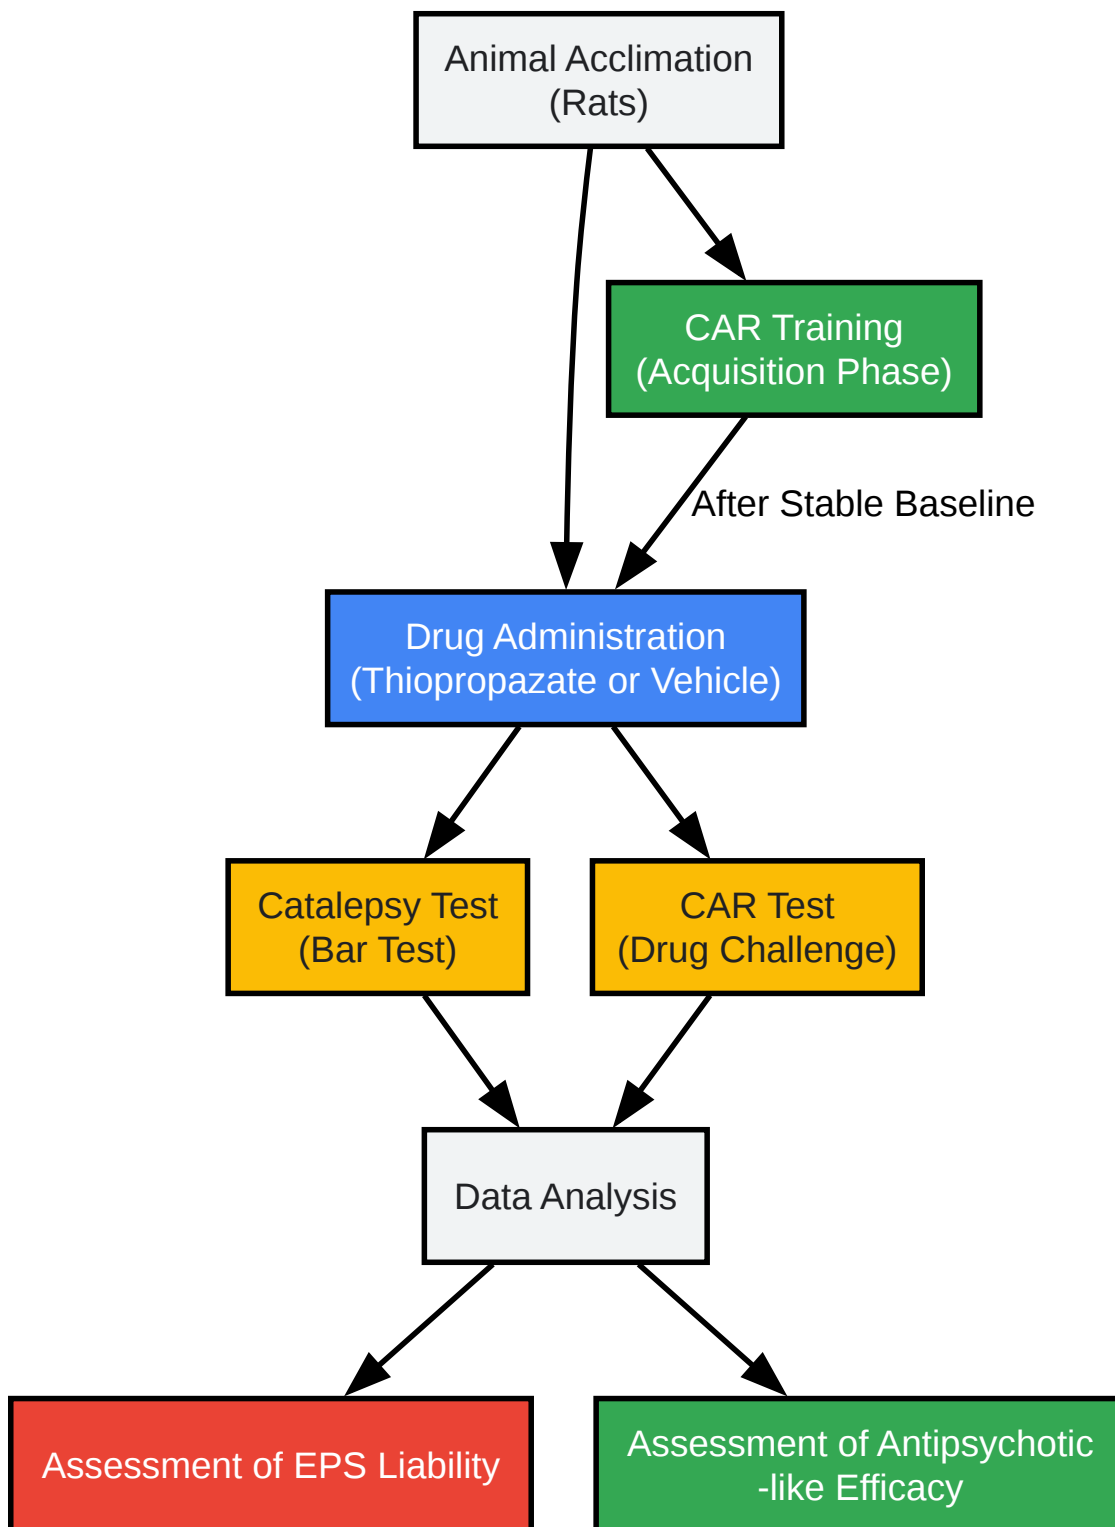 Animal Acclimation
(Rats)
CAR Training
(Acquisition Phase)
After Stable Baseline
Drug Administration
(Thiopropazate or Vehicle)
Catalepsy Test
(Bar Test)
CAR Test
(Drug Challenge)
Data Analysis
Assessment of EPS Liability
Assessment of Antipsychotic
-like Efficacy